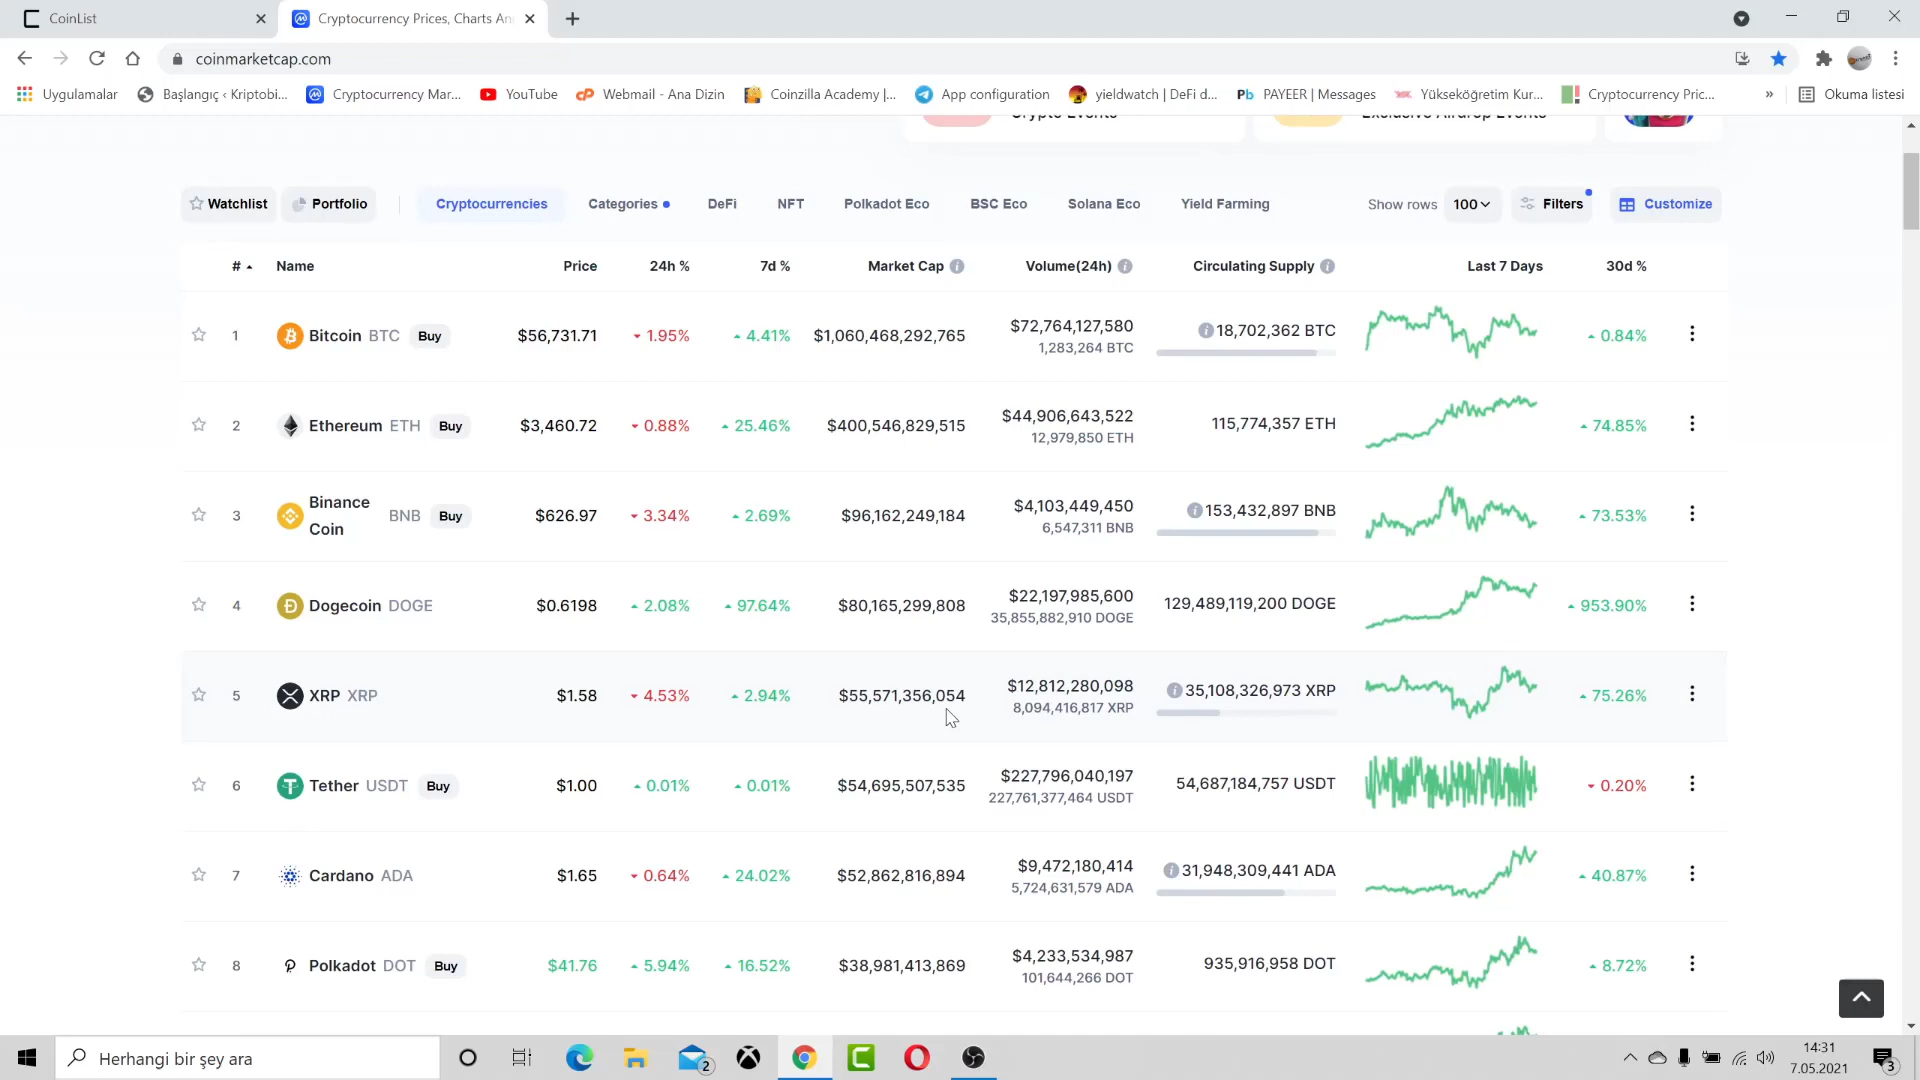 CoinList
Cryptocurrency Prices, Charts An
coinmarketcap.com
Uygulamalar
Başlangıç ‹ Kriptobi...
Cryptocurrency Mar...
YouTube
Webmail - Ana Dizin
Coinzilla Academy |...
App configuration
yieldwatch | DeFi d...
PAYEER | Messages
Yükseköğretim Kur...
Cryptocurrency Pric...
»
Okuma listesi
Crypto Events
Exclusive Airdrop Events
Watchlist
Portfolio
Cryptocurrencies
Categories
DeFi
NFT
Polkadot Eco
BSC Eco
Solana Eco
Yield Farming
Show rows 100
Filters
Customize
# Name Price 24h % 7d % Market Cap Volume(24h) Circulating Supply Last 7 Days 30d %
1 Bitcoin BTC Buy $56,731.71 1.95% 4.41% $1,060,468,292,765 $72,764,127,580 18,702,362 BTC 0.84%
1,283,264 BTC
2 Ethereum ETH Buy $3,460.72 0.88% 25.46% $400,546,829,515 $44,906,643,522 115,774,357 ETH 74.85%
12,979,850 ETH
3 Binance Coin BNB Buy $626.97 3.34% 2.69% $96,162,249,184 $4,103,449,450 153,432,897 BNB 73.53%
6,547,311 BNB
4 Dogecoin DOGE $0.6198 2.08% 97.64% $80,165,299,808 $22,197,985,600 129,489,119,200 DOGE 953.90%
35,855,882,910 DOGE
5 XRP XRP $1.58 4.53% 2.94% $55,571,356,054 $12,812,280,098 35,108,326,973 XRP 75.26%
8,094,416,817 XRP
6 Tether USDT Buy $1.00 0.01% 0.01% $54,695,507,535 $227,796,040,197 54,687,184,757 USDT 0.20%
227,761,377,464 USDT
7 Cardano ADA $1.65 0.64% 24.02% $52,862,816,894 $9,472,180,414 31,948,309,441 ADA 40.87%
5,724,631,579 ADA
8 Polkadot DOT Buy $41.76 5.94% 16.52% $38,981,413,869 $4,233,534,987 935,916,958 DOT 8.72%
101,644,266 DOT
Herhangi bir şey ara
2
14:31
7.05.2021
3